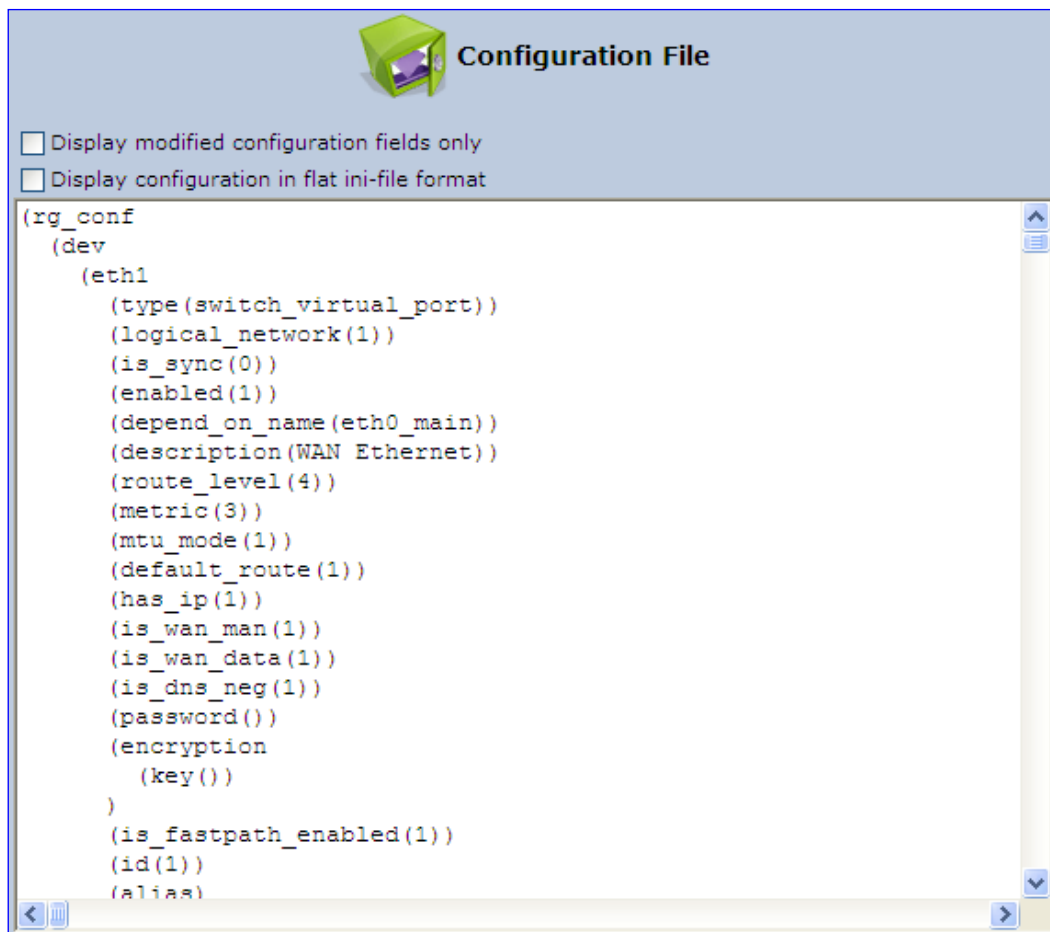 Configuration File
Display modified configuration fields only
Display configuration in flat ini-file format
(rg_conf
  (dev
    (eth1
      (type(switch_virtual_port))
      (logical_network(1))
      (is_sync(0))
      (enabled(1))
      (depend_on_name(eth0_main))
      (description(WAN Ethernet))
      (route_level(4))
      (metric(3))
      (mtu_mode(1))
      (default_route(1))
      (has_ip(1))
      (is_wan_man(1))
      (is_wan_data(1))
      (is_dns_neg(1))
      (password())
      (encryption
        (key())
      )
      (is_fastpath_enabled(1))
      (id(1))
      (alias)